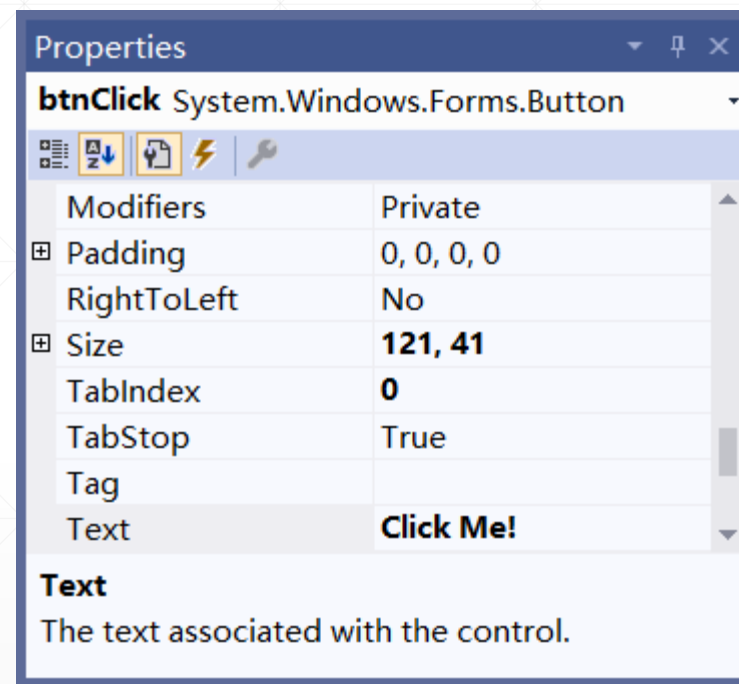 Properties
btnClick System.Windows.Forms.Button
Modifiers Private
Padding 0, 0, 0, 0
RightToLeft No
Size 121, 41
TabIndex 0
TabStop True
Tag
Text Click Me!
Text
The text associated with the control.